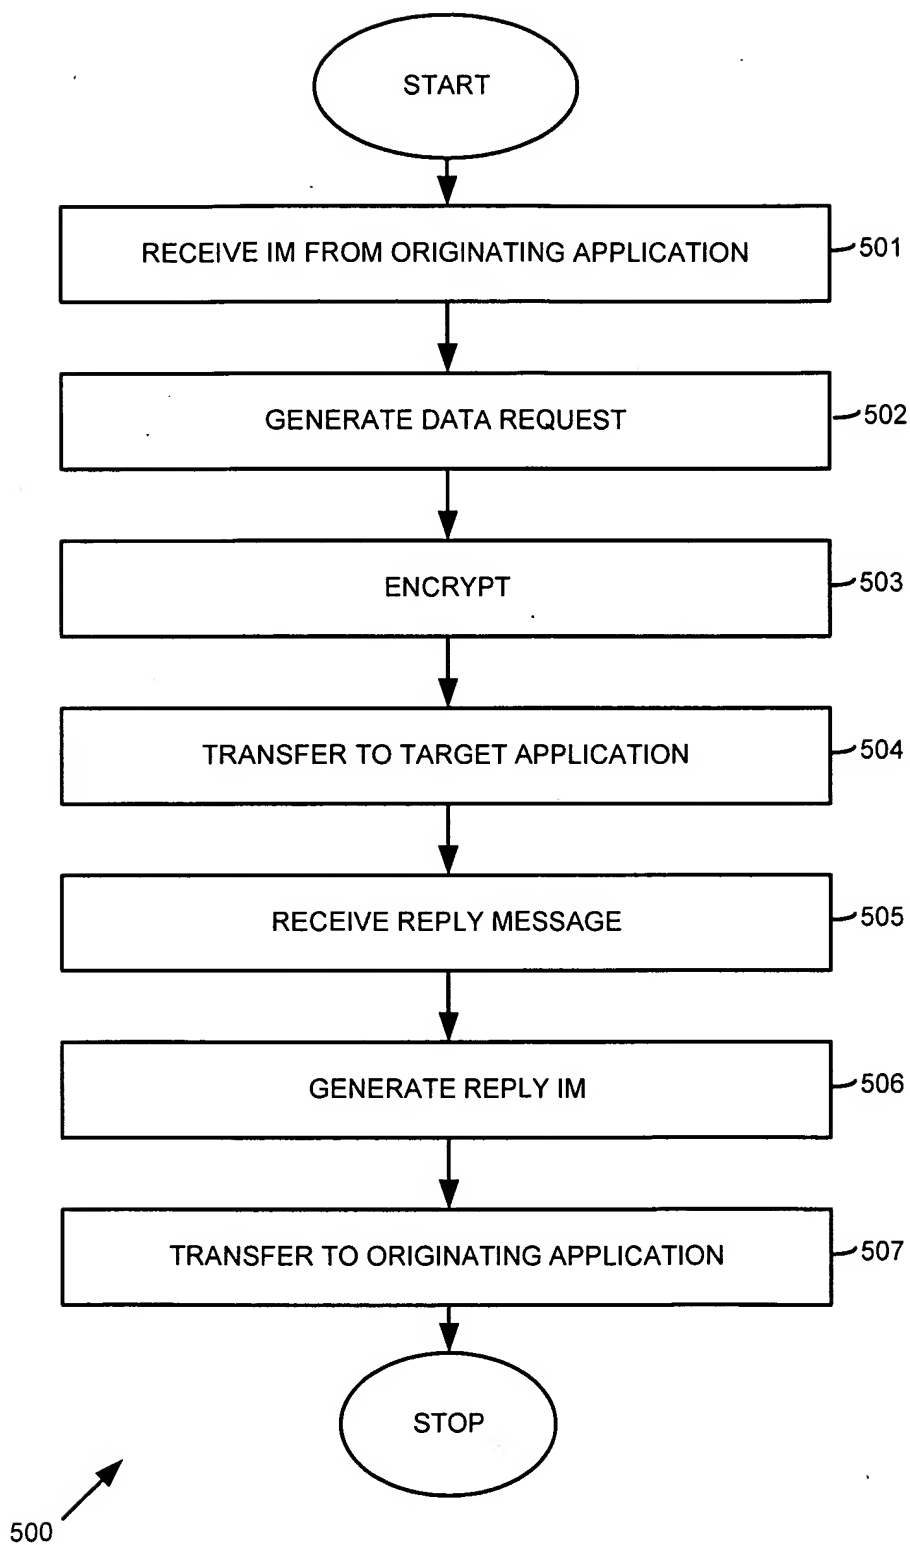 START
RECEIVE IM FROM ORIGINATING APPLICATION
501
GENERATE DATA REQUEST
502
ENCRYPT
503
TRANSFER TO TARGET APPLICATION
504
RECEIVE REPLY MESSAGE
505
GENERATE REPLY IM
506
TRANSFER TO ORIGINATING APPLICATION
507
STOP
500